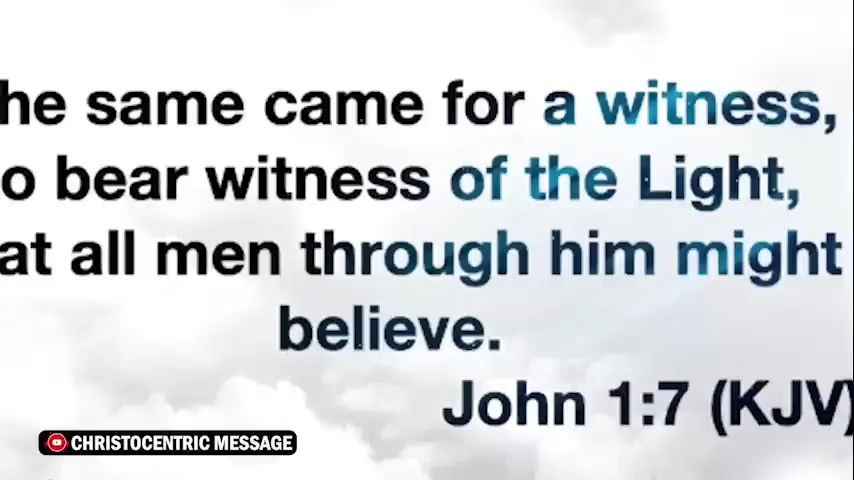 he same came for a witness,
o bear witness of the Light,
at all men through him might
believe.
John 1:7 (KJV)
CHRISTOCENTRIC MESSAGE